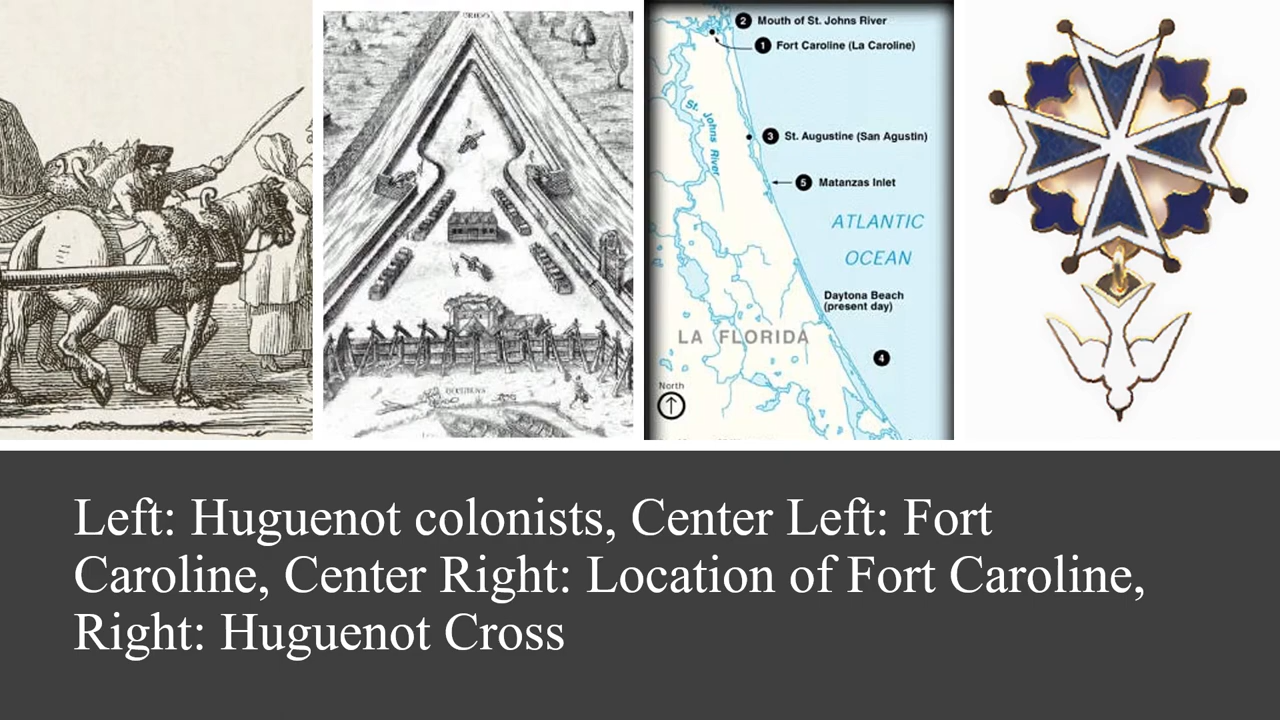 2 Mouth of St. Johns River
1 Fort Caroline (La Caroline)
St. Johns River
3 St. Augustine (San Agustin)
5 Matanzas Inlet
ATLANTIC
OCEAN
Daytona Beach
(present day)
LA FLORIDA
4
North
Left: Huguenot colonists, Center Left: Fort
Caroline, Center Right: Location of Fort Caroline,
Right: Huguenot Cross